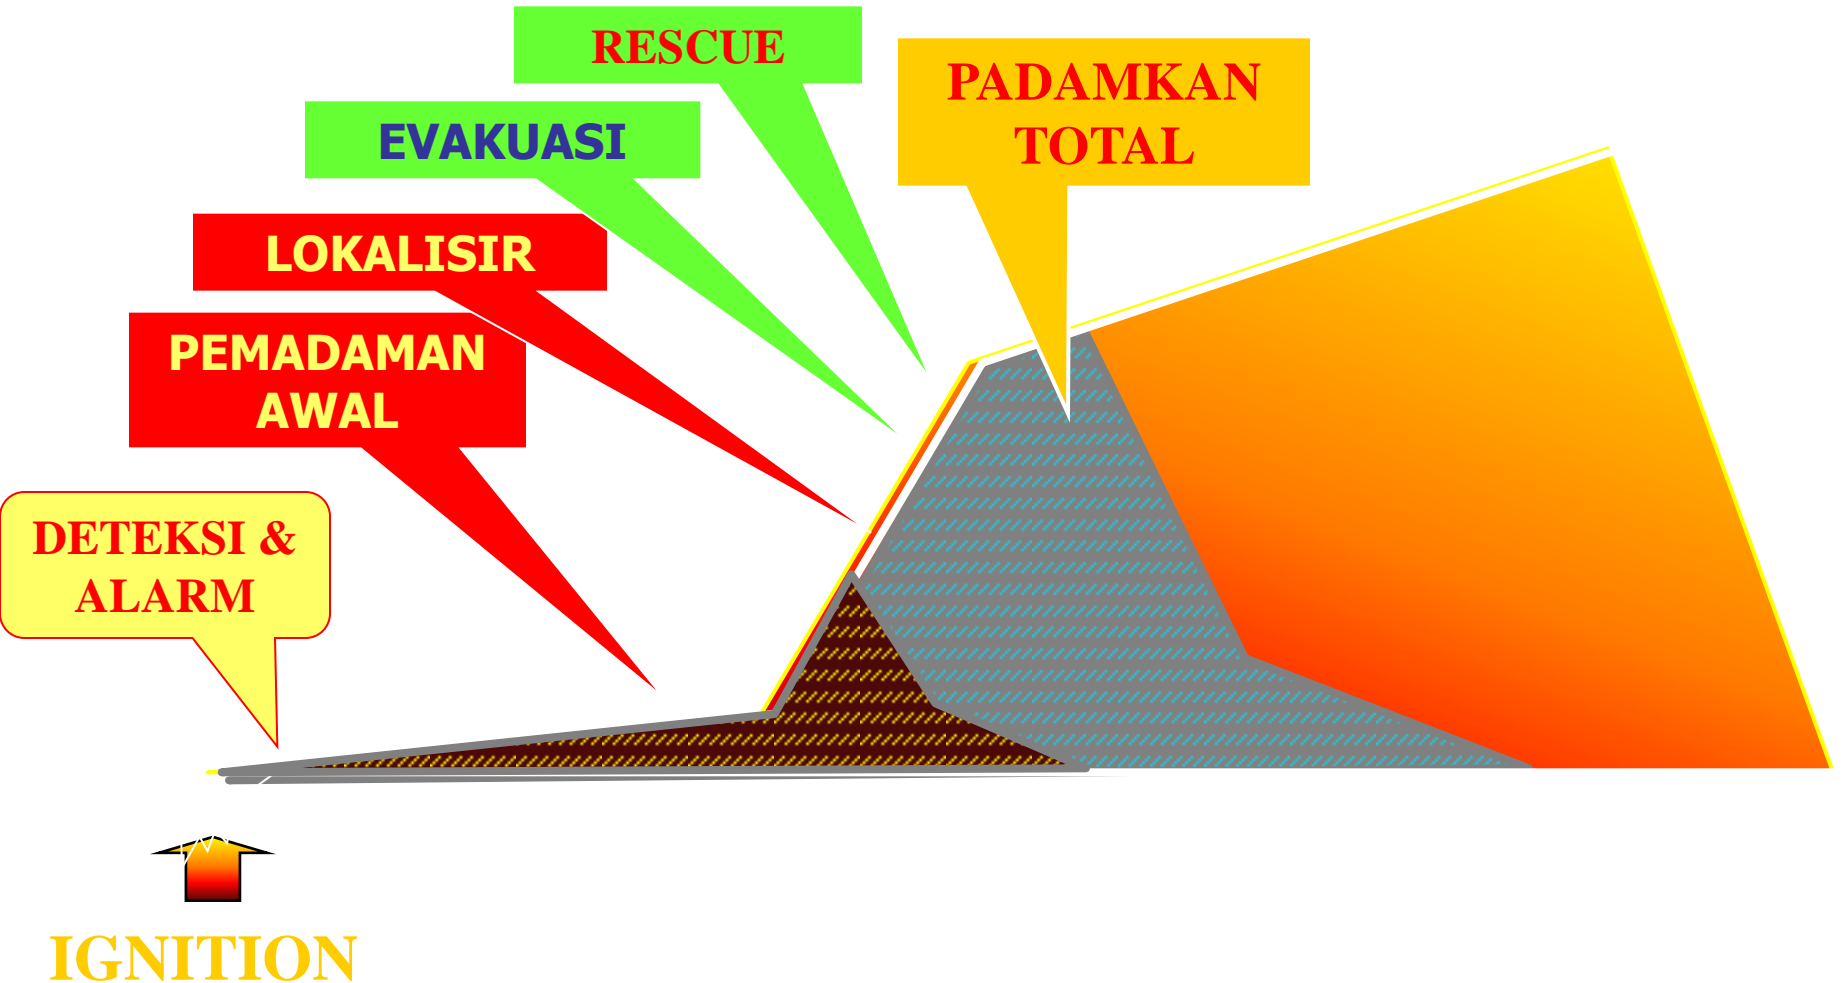 RESCUE
PADAMKAN
TOTAL
EVAKUASI
LOKALISIR
PEMADAMAN
AWAL
DETEKSI &
ALARM
IGNITION